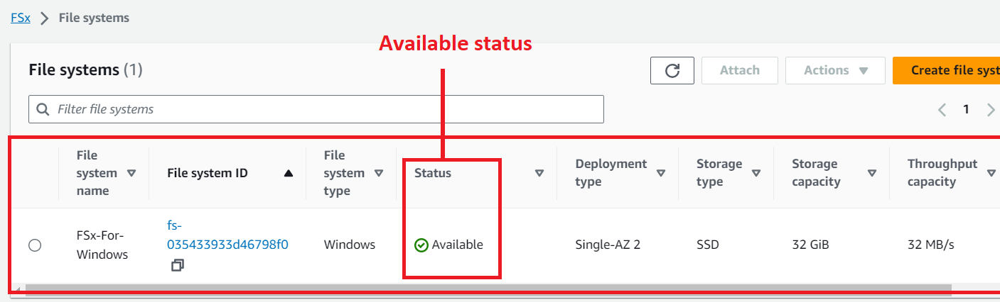 FSx > File systems
Available status
File systems (1)
Attach
Actions
Create file syst
Filter file systems
1
File system name
File system ID
File system type
Status
Deployment type
Storage type
Storage capacity
Throughput capacity
FSx-For-Windows
fs-035433933d46798f0
Windows
Available
Single-AZ 2
SSD
32 GiB
32 MB/s